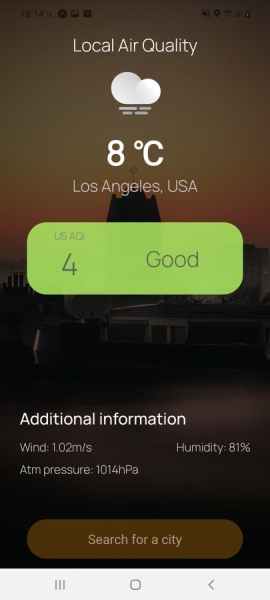 18:14 ч.
Local Air Quality
8 °C
Los Angeles, USA
US AQI
4
Good
Additional information
Wind: 1.02m/s
Humidity: 81%
Atm pressure: 1014hPa
Search for a city